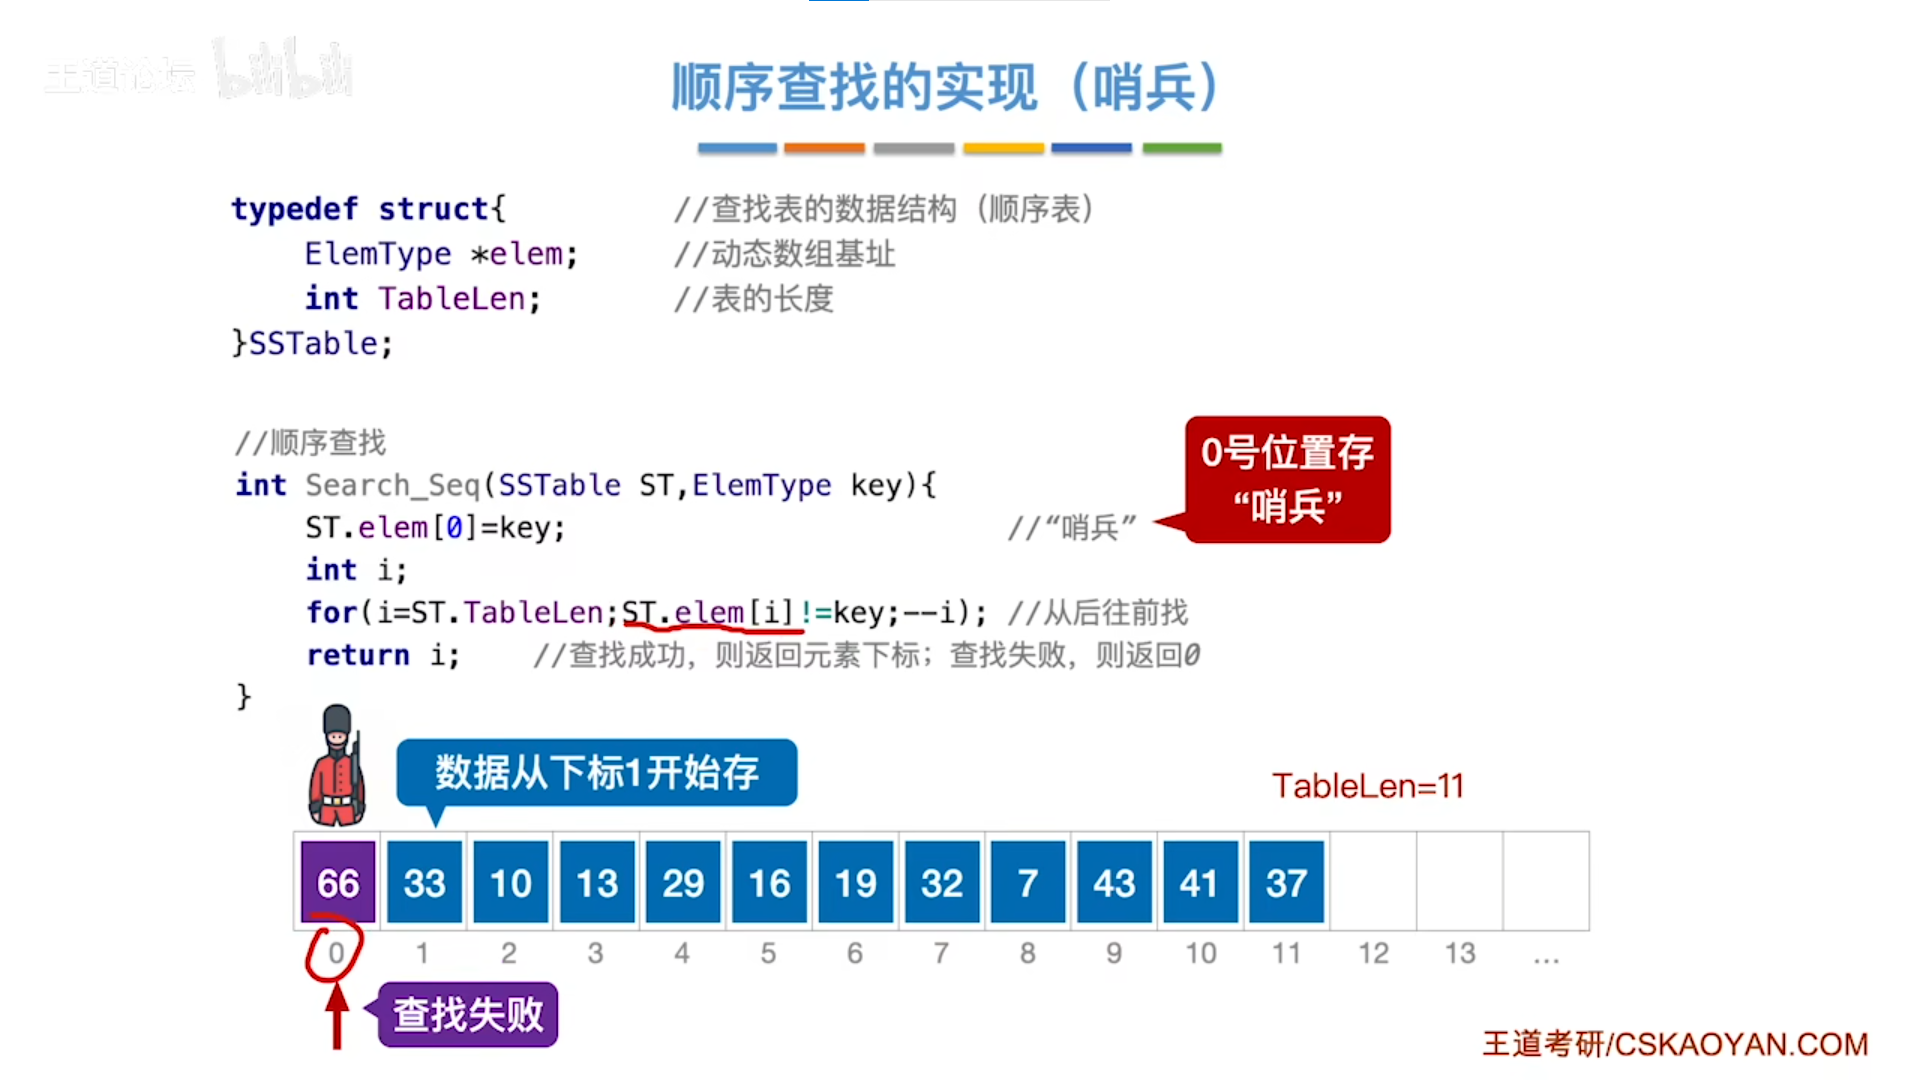 王道论坛 bilibili
顺序查找的实现（哨兵）
typedef struct{ //查找表的数据结构（顺序表）
ElemType *elem; //动态数组基址
int TableLen; //表的长度
}SSTable;
//顺序查找
int Search_Seq(SSTable ST,ElemType key){
ST.elem[0]=key; //“哨兵”
int i;
for(i=ST.TableLen;ST.elem[i]!=key;--i); //从后往前找
return i; //查找成功，则返回元素下标；查找失败，则返回0
}
0号位置存
“哨兵”
数据从下标1开始存
TableLen=11
66 33 10 13 29 16 19 32 7 43 41 37
0 1 2 3 4 5 6 7 8 9 10 11 12 13 ...
查找失败
王道考研/CSKAOYAN.COM